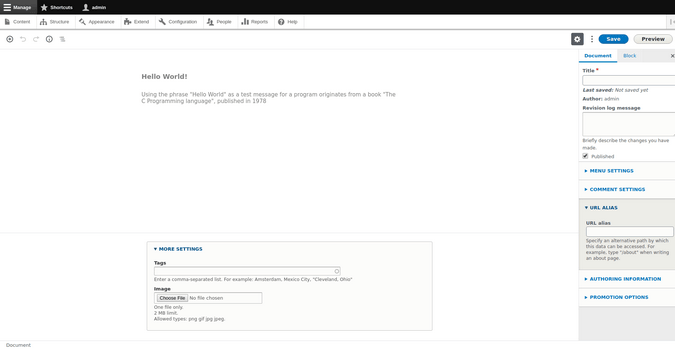 Manage Shortcuts admin
Content Structure Appearance Extend Configuration People Reports Help
Save Preview
Document Block
Hello World!
Using the phrase "Hello World" as a test message for a program originates from a book "The
C Programming language", published in 1978
Title *
Last saved: Not saved yet
Author: admin
Revision log message
Briefly describe the changes you have
made.
Published
MENU SETTINGS
COMMENT SETTINGS
URL ALIAS
URL alias
Specify an alternative path by which
this data can be accessed. For
example, type "/about" when writing
an about page.
AUTHORING INFORMATION
PROMOTION OPTIONS
MORE SETTINGS
Tags
Enter a comma-separated list. For example: Amsterdam, Mexico City, "Cleveland, Ohio"
Image
Choose File No file chosen
One file only.
2 MB limit.
Allowed types: png gif jpg jpeg.
Document